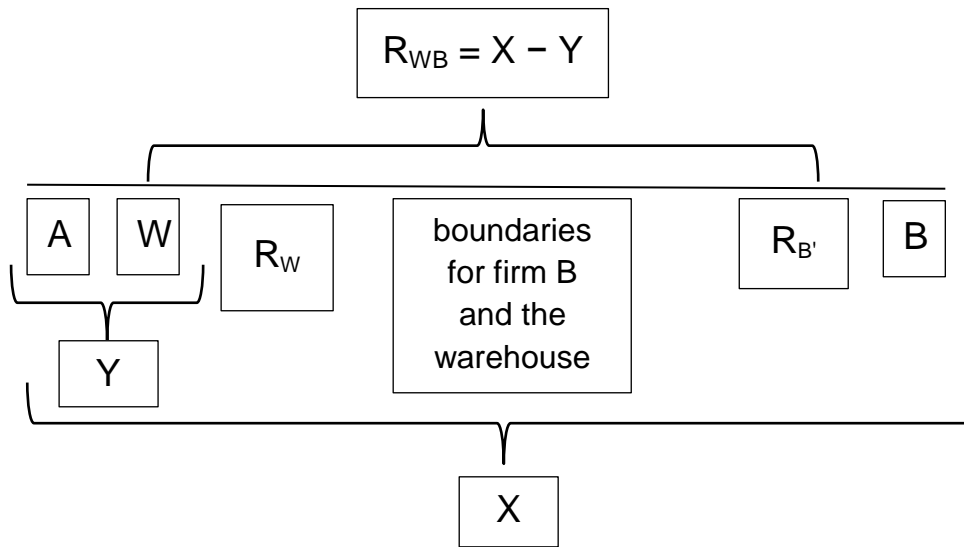 R_WB = X − Y
A
W
R_W
boundaries
for firm B
and the
warehouse
R_B'
B
Y
X